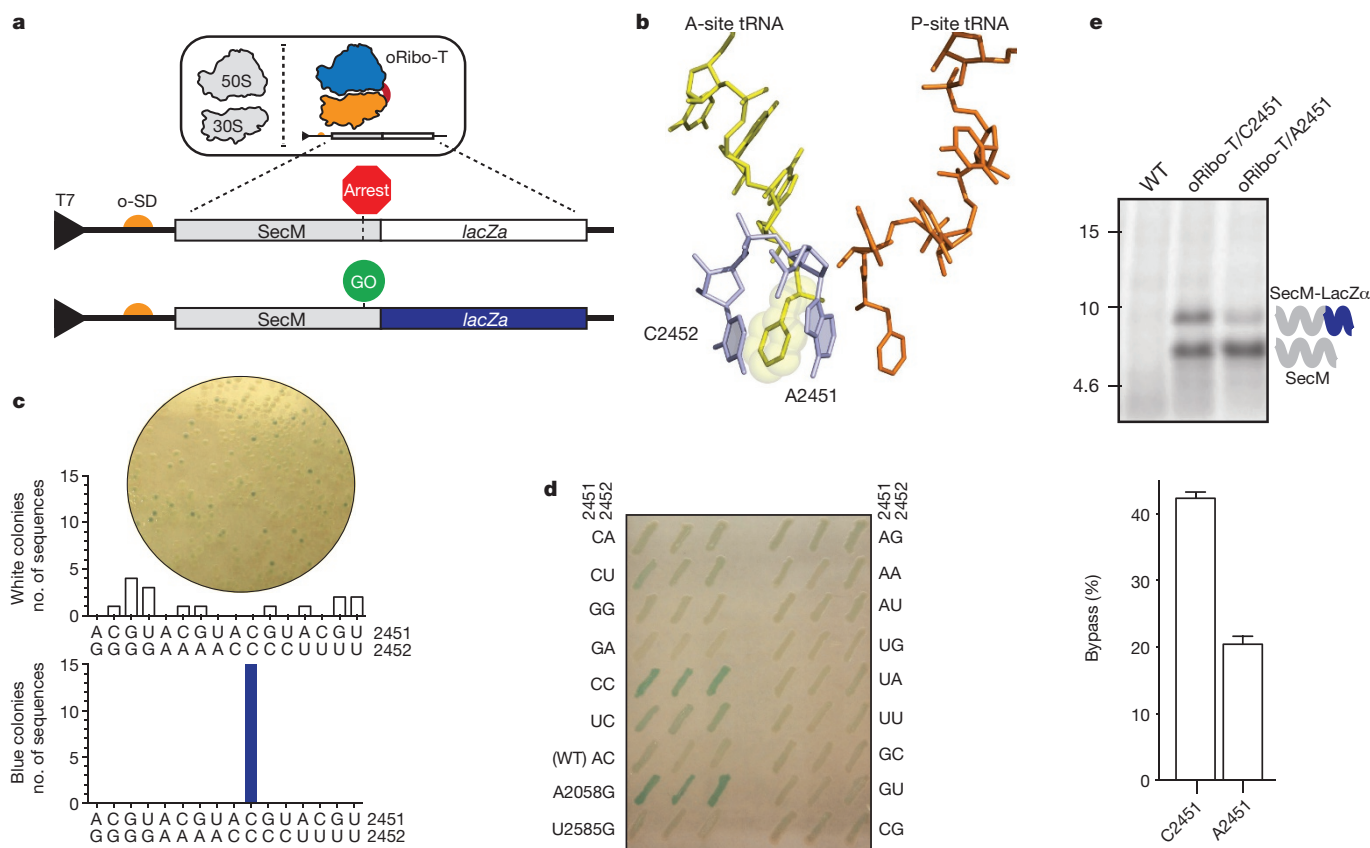 a
50S
30S
oRibo-T
T7
o-SD
Arrest
SecM
lacZa
GO
SecM
lacZa
b
A-site tRNA
P-site tRNA
C2452
A2451
c
White colonies
no. of sequences
15
10
5
0
A C G U A C G U A C G U A C G U 2451
G G G G A A A A C C C C U U U U 2452
Blue colonies
no. of sequences
15
10
5
0
A C G U A C G U A C G U A C G U 2451
G G G G A A A A C C C C U U U U 2452
d
2451
2452
2451
2452
CA
CU
GG
GA
CC
UC
(WT) AC
A2058G
U2585G
AG
AA
AU
UG
UA
UU
GC
GU
CG
e
WT
oRibo-T/C2451
oRibo-T/A2451
15
10
4.6
SecM-LacZα
SecM
Bypass (%)
40
30
20
10
0
C2451
A2451